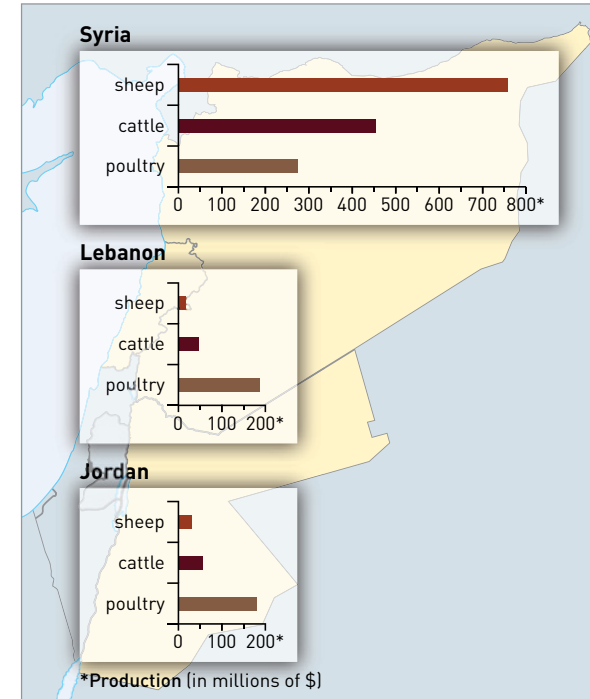 Syria
sheep
cattle
poultry
0 100 200 300 400 500 600 700 800*
Lebanon
sheep
cattle
poultry
0 100 200*
Jordan
sheep
cattle
poultry
0 100 200*
*Production (in millions of $)